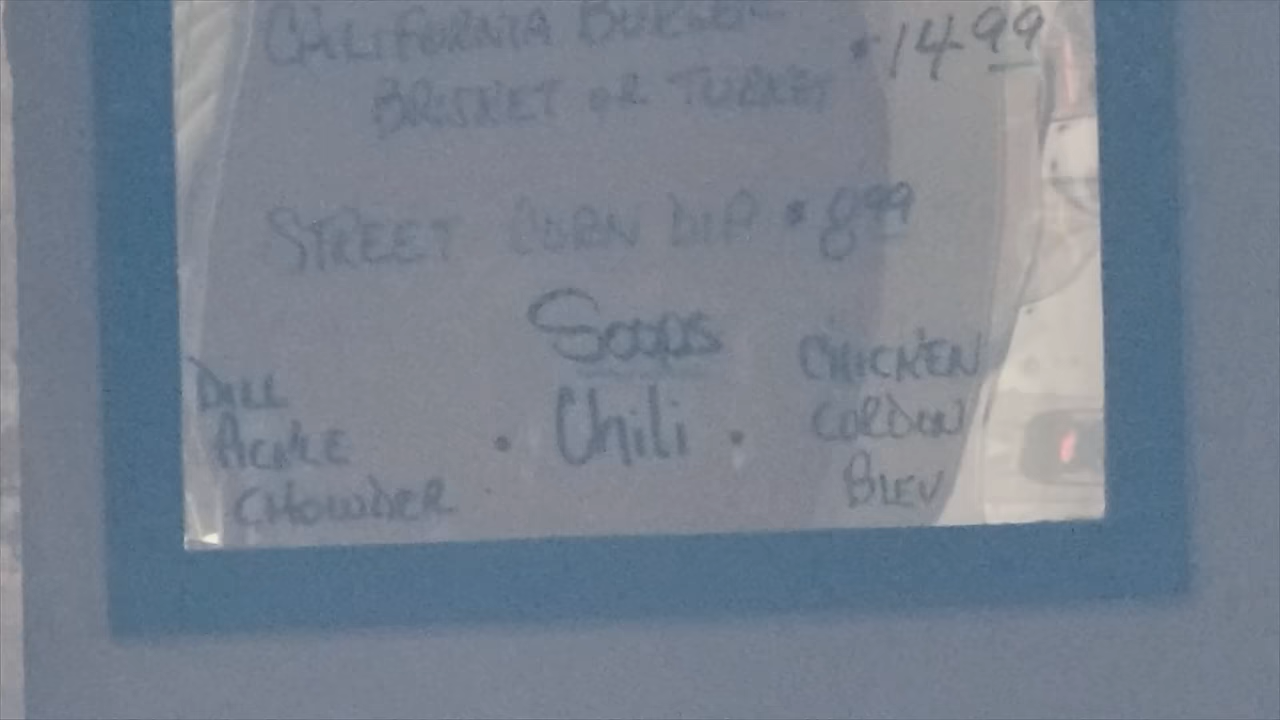 CALIFORNIA BURGER $14.99
BRISKET OR TURKEY
STREET CORN DIP $8.99
Soups
DILL
PICKLE
CHOWDER
• Chili •
CHICKEN
CORDON
BLEU